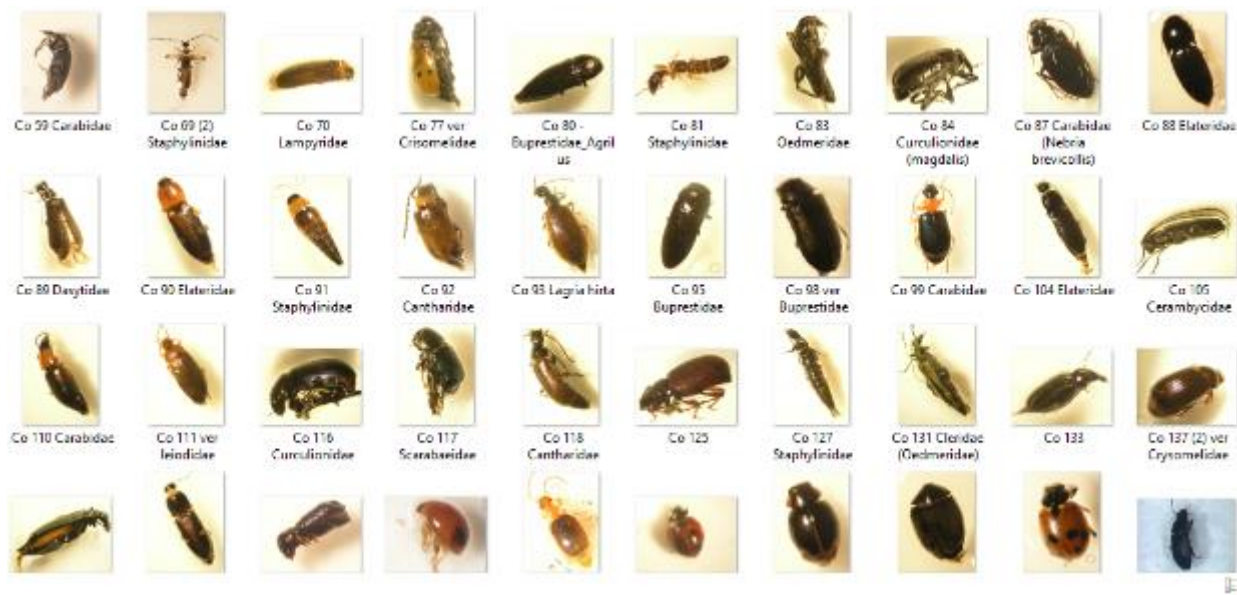 Co 59 Carabidae
Co 69 (2)
Staphylinidae
Co 70
Lampyridae
Co 77 ver
Crisomelidae
Co 80 -
Buprestidae_Agril
us
Co 81
Staphylinidae
Co 83
Oedmeridae
Co 84
Curculionidae
(magdalis)
Co 87 Carabidae
(Nebria
brevicollis)
Co 88 Elateridae
Co 89 Dasytidae
Co 90 Elateridae
Co 91
Staphylinidae
Co 92
Cantharidae
Co 93 Lagria hirta
Co 95
Buprestidae
Co 98 ver
Buprestidae
Co 99 Carabidae
Co 104 Elateridae
Co 105
Cerambycidae
Co 110 Carabidae
Co 111 ver
leiodidae
Co 116
Curculionidae
Co 117
Scarabaeidae
Co 118
Cantharidae
Co 125
Co 127
Staphylinidae
Co 131 Cleridae
(Oedmeridae)
Co 133
Co 137 (2) ver
Crysomelidae